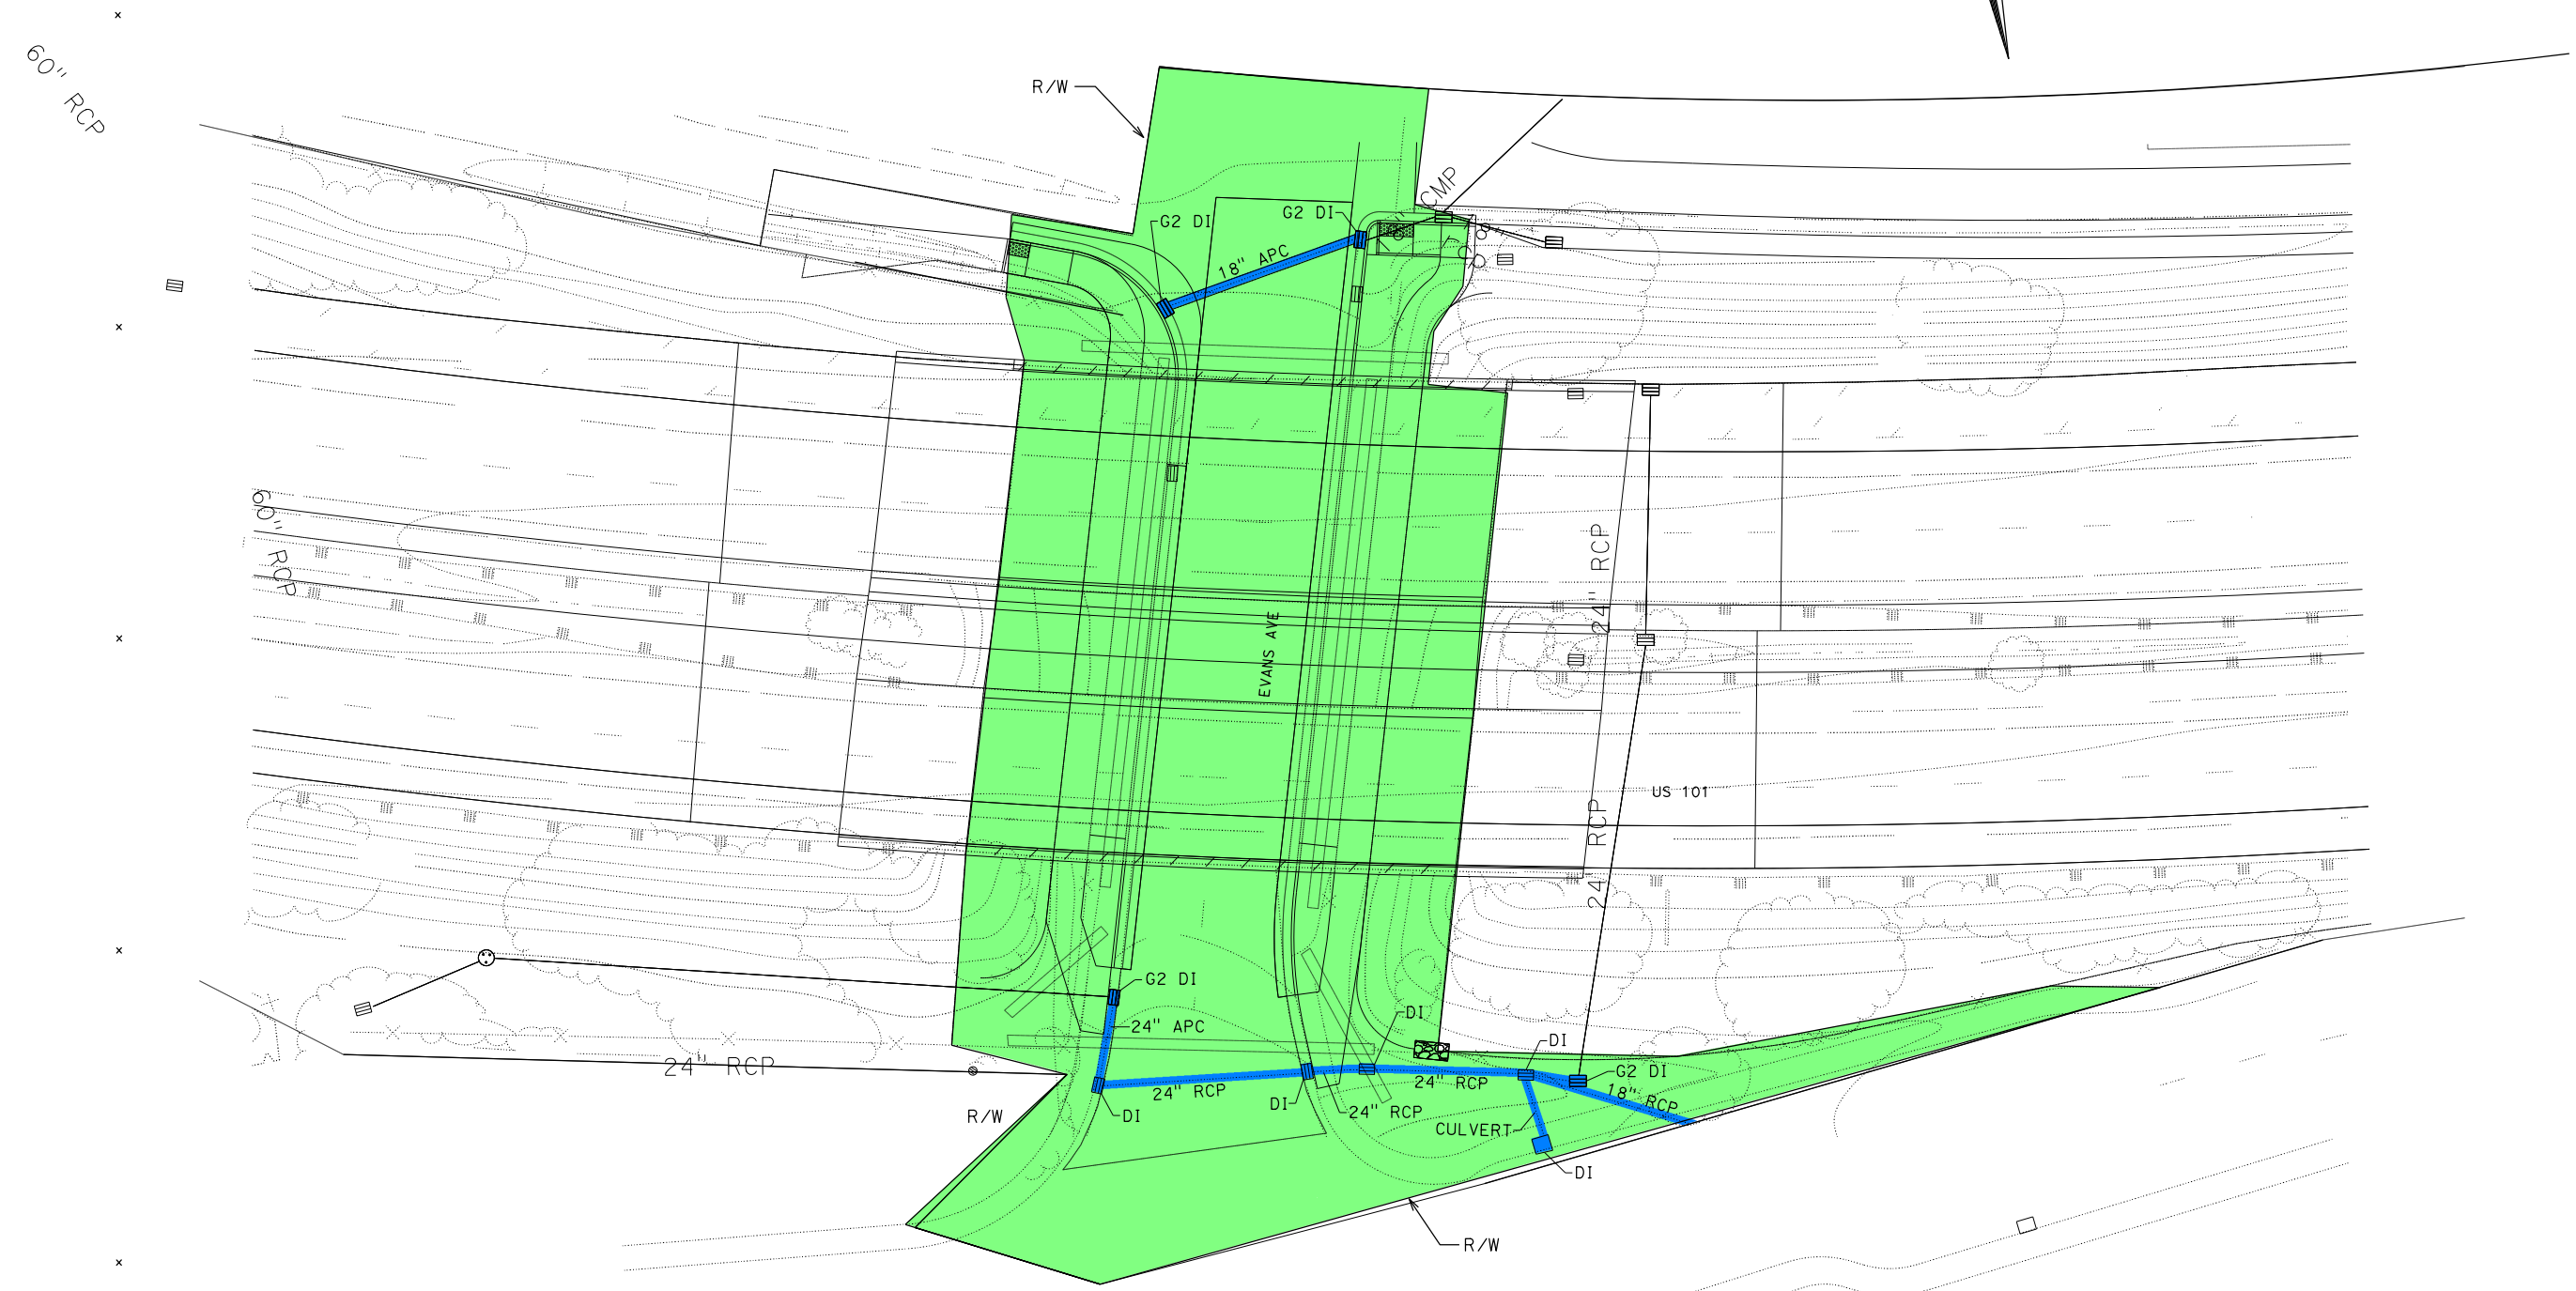 60" RCP
R/W
CMP
G2 DI
G2 DI
18" APC
60" RCP
24" RCP
EVANS AVE
US 101
24" RCP
G2 DI
24" APC
DI
DI
24" RCP
G2 DI
24" RCP
24" RCP
18" RCP
DI
24" RCP
R/W
DI
CULVERT
DI
R/W